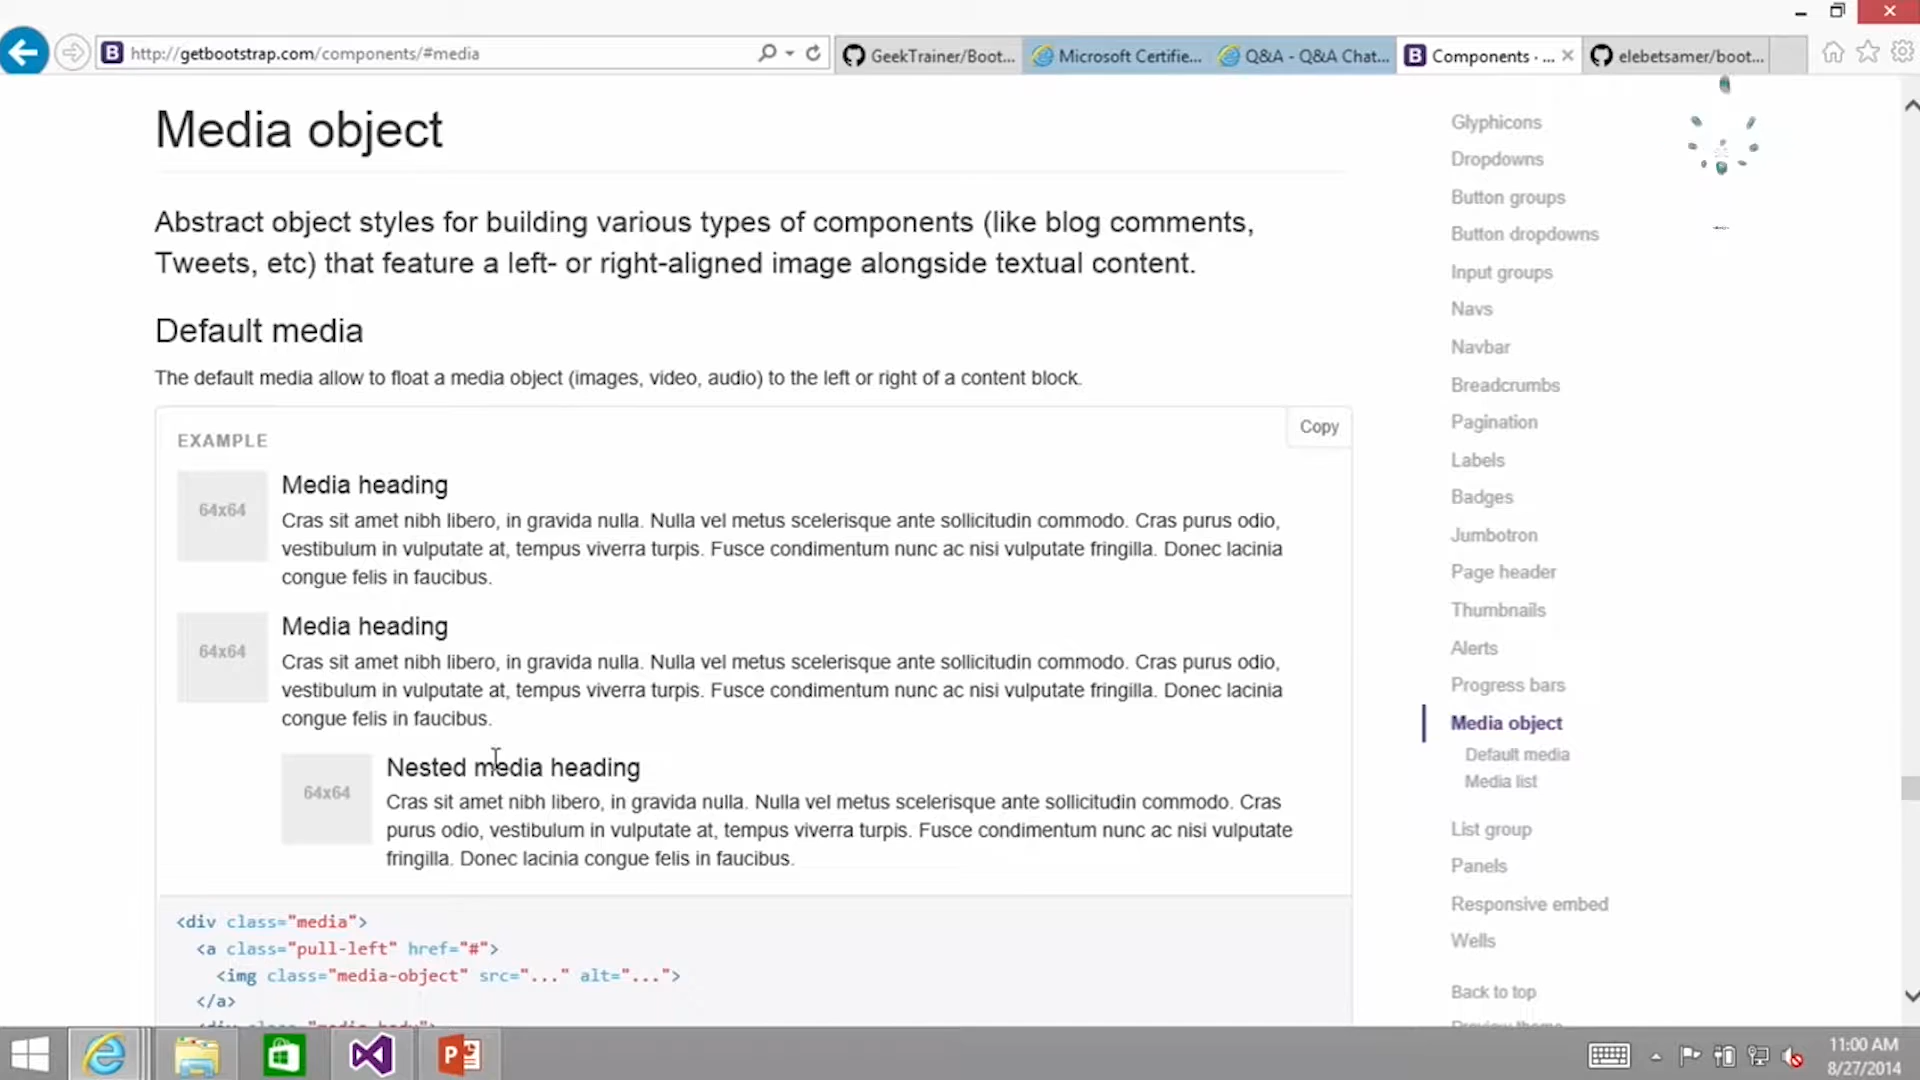 http://getbootstrap.com/components/#media
GeekTrainer/Boot...
Microsoft Certifie...
Q&A - Q&A Chat...
Components · ...
elebetsamer/boot...
Media object
Abstract object styles for building various types of components (like blog comments,
Tweets, etc) that feature a left- or right-aligned image alongside textual content.
Default media
The default media allow to float a media object (images, video, audio) to the left or right of a content block.
EXAMPLE
Copy
64x64
Media heading
Cras sit amet nibh libero, in gravida nulla. Nulla vel metus scelerisque ante sollicitudin commodo. Cras purus odio,
vestibulum in vulputate at, tempus viverra turpis. Fusce condimentum nunc ac nisi vulputate fringilla. Donec lacinia
congue felis in faucibus.
64x64
Media heading
Cras sit amet nibh libero, in gravida nulla. Nulla vel metus scelerisque ante sollicitudin commodo. Cras purus odio,
vestibulum in vulputate at, tempus viverra turpis. Fusce condimentum nunc ac nisi vulputate fringilla. Donec lacinia
congue felis in faucibus.
64x64
Nested media heading
Cras sit amet nibh libero, in gravida nulla. Nulla vel metus scelerisque ante sollicitudin commodo. Cras
purus odio, vestibulum in vulputate at, tempus viverra turpis. Fusce condimentum nunc ac nisi vulputate
fringilla. Donec lacinia congue felis in faucibus.
<div class="media">
<a class="pull-left" href="#">
<img class="media-object" src="..." alt="...">
</a>
<div class="media-body">
Glyphicons
Dropdowns
Button groups
Button dropdowns
Input groups
Navs
Navbar
Breadcrumbs
Pagination
Labels
Badges
Jumbotron
Page header
Thumbnails
Alerts
Progress bars
Media object
Default media
Media list
List group
Panels
Responsive embed
Wells
Back to top
Preview theme
11:00 AM
8/27/2014